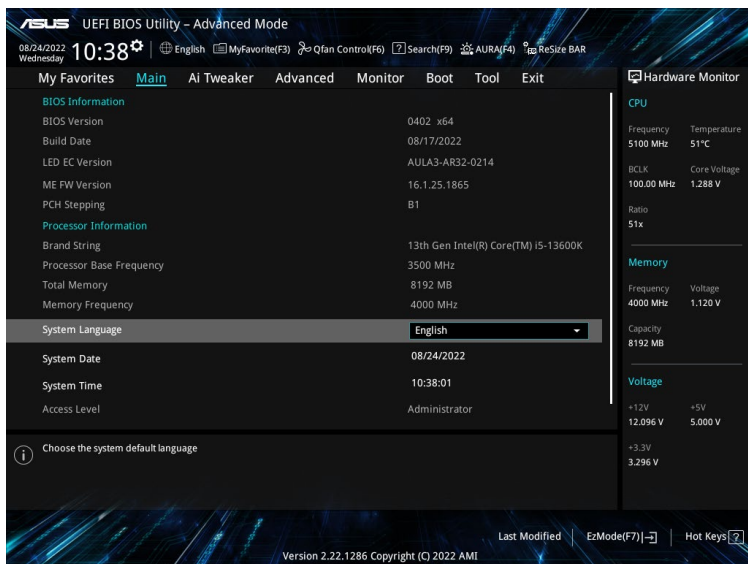 ASUS UEFI BIOS Utility – Advanced Mode
08/24/2022
Wednesday
10:38
English MyFavorite(F3) Qfan Control(F6) ? Search(F9) AURA(F4) ReSize BAR
My Favorites Main Ai Tweaker Advanced Monitor Boot Tool Exit
BIOS Information
BIOS Version 0402 x64
Build Date 08/17/2022
LED EC Version AULA3-AR32-0214
ME FW Version 16.1.25.1865
PCH Stepping B1
Processor Information
Brand String 13th Gen Intel(R) Core(TM) i5-13600K
Processor Base Frequency 3500 MHz
Total Memory 8192 MB
Memory Frequency 4000 MHz
System Language English
System Date 08/24/2022
System Time 10:38:01
Access Level Administrator
i Choose the system default language
Hardware Monitor
CPU
Frequency Temperature
5100 MHz 51°C
BCLK Core Voltage
100.00 MHz 1.288 V
Ratio
51x
Memory
Frequency Voltage
4000 MHz 1.120 V
Capacity
8192 MB
Voltage
+12V +5V
12.096 V 5.000 V
+3.3V
3.296 V
Last Modified EzMode(F7) Hot Keys ?
Version 2.22.1286 Copyright (C) 2022 AMI